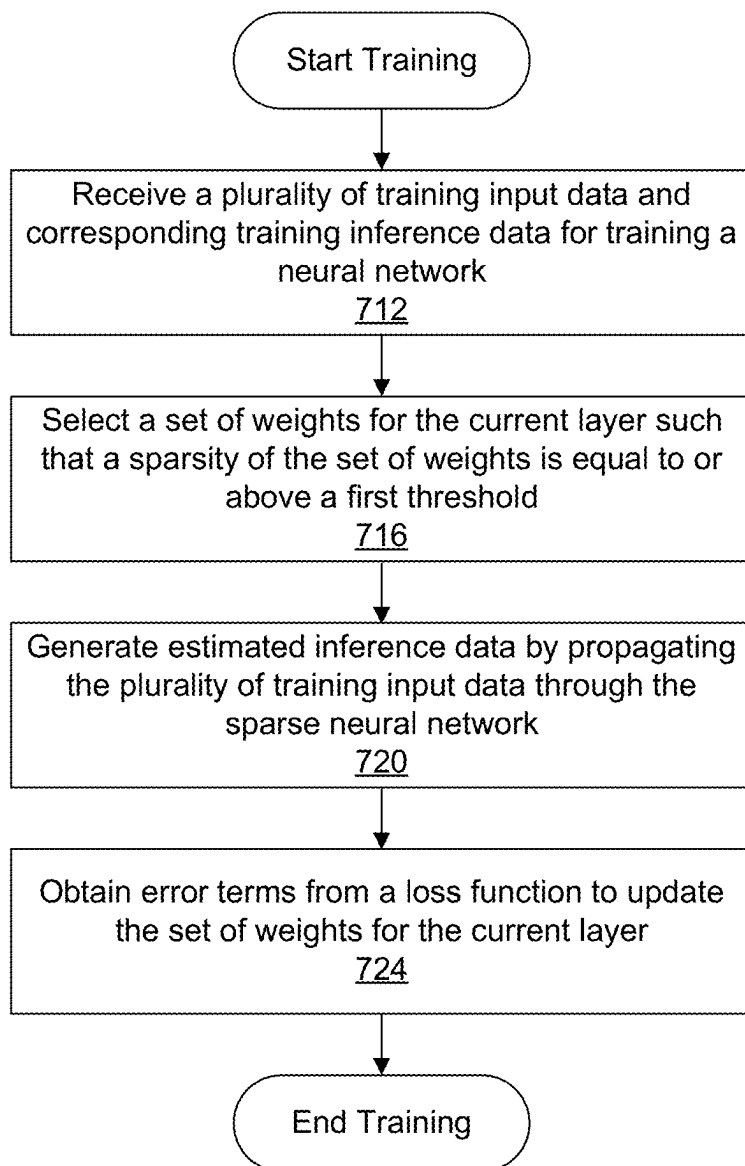 Start Training
Receive a plurality of training input data and
corresponding training inference data for training a
neural network
712
Select a set of weights for the current layer such
that a sparsity of the set of weights is equal to or
above a first threshold
716
Generate estimated inference data by propagating
the plurality of training input data through the
sparse neural network
720
Obtain error terms from a loss function to update
the set of weights for the current layer
724
End Training